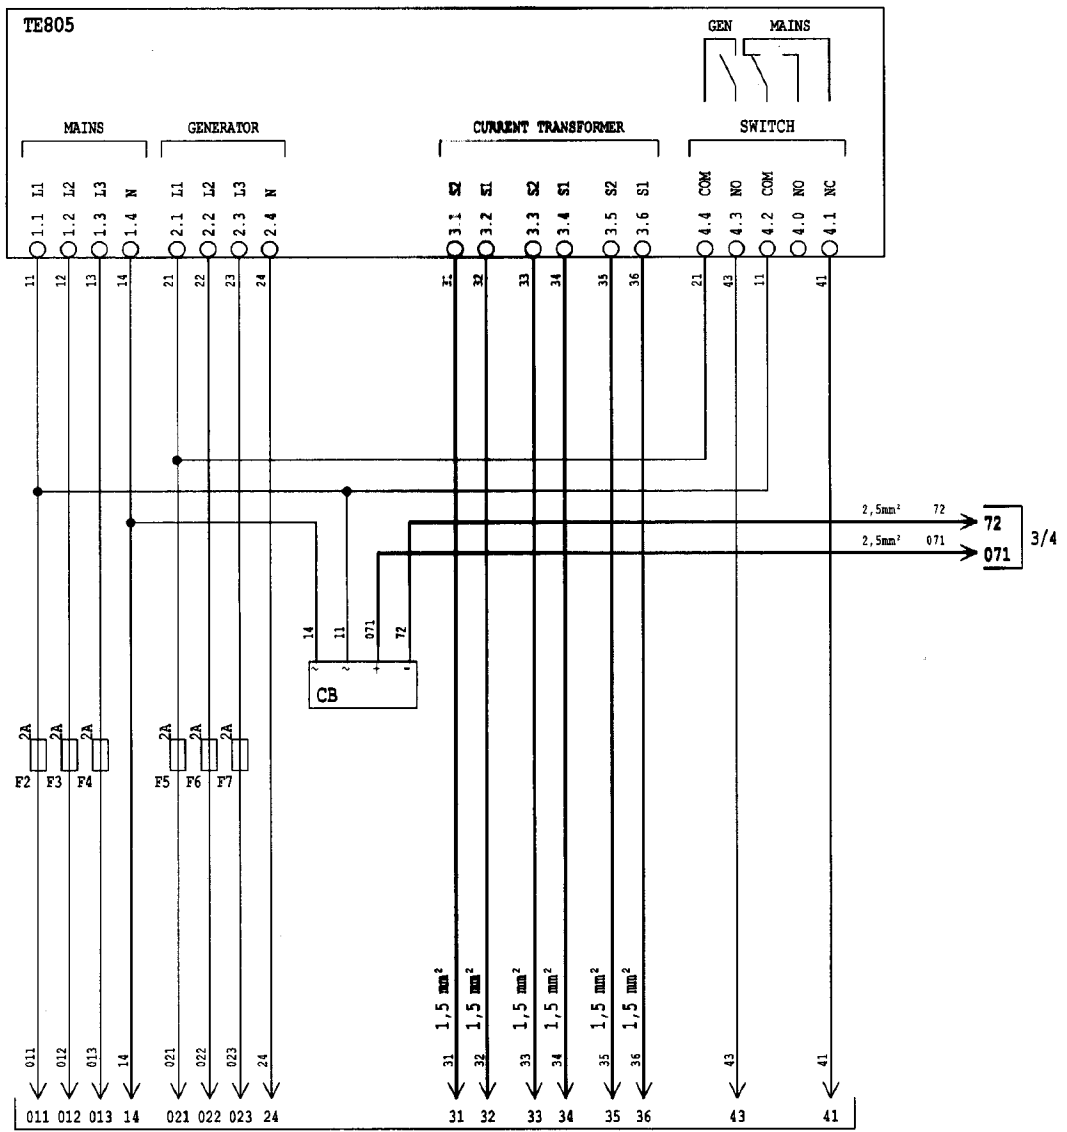 TE805
GEN MAINS
MAINS GENERATOR CURRENT TRANSFORMER SWITCH
L1 L2 L3 N L1 L2 L3 N S2 S1 S2 S1 S2 S1 COM NO COM NO NC
1.1 1.2 1.3 1.4 2.1 2.2 2.3 2.4 3.1 3.2 3.3 3.4 3.5 3.6 4.4 4.3 4.2 4.0 4.1
11 12 13 14 21 22 23 24 31 32 33 34 35 36 21 43 11 41
2,5mm² 72 72
3/4
2,5mm² 071 071
14 11 071 72
~ ~ + -
CB
2A 2A 2A 2A 2A 2A
F2 F3 F4 F5 F6 F7
1,5 mm² 1,5 mm² 1,5 mm² 1,5 mm² 1,5 mm² 1,5 mm²
011 012 013 14 021 022 023 24 31 32 33 34 35 36 43 41
011 012 013 14 021 022 023 24 31 32 33 34 35 36 43 41